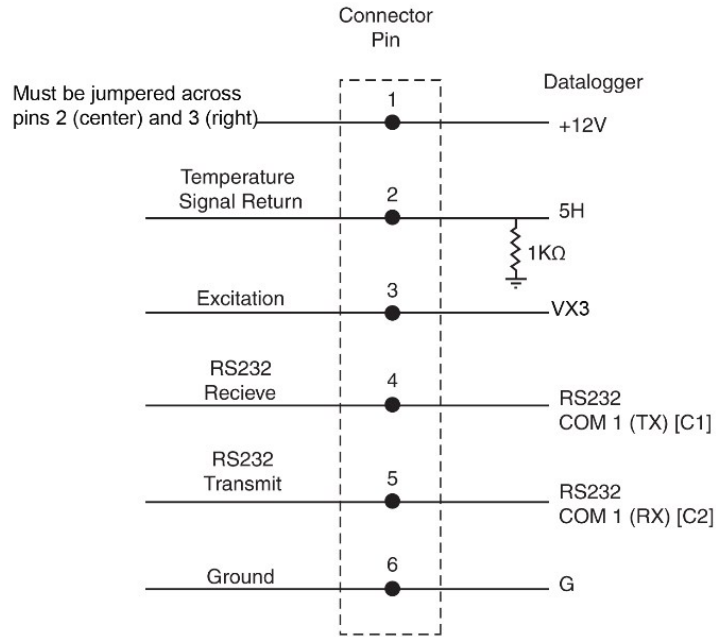 Connector
Pin
Datalogger
Must be jumpered across
pins 2 (center) and 3 (right)
1
+12V
Temperature
Signal Return
2
5H
1KΩ
Excitation
3
VX3
RS232
Recieve
4
RS232
COM 1 (TX) [C1]
RS232
Transmit
5
RS232
COM 1 (RX) [C2]
Ground
6
G